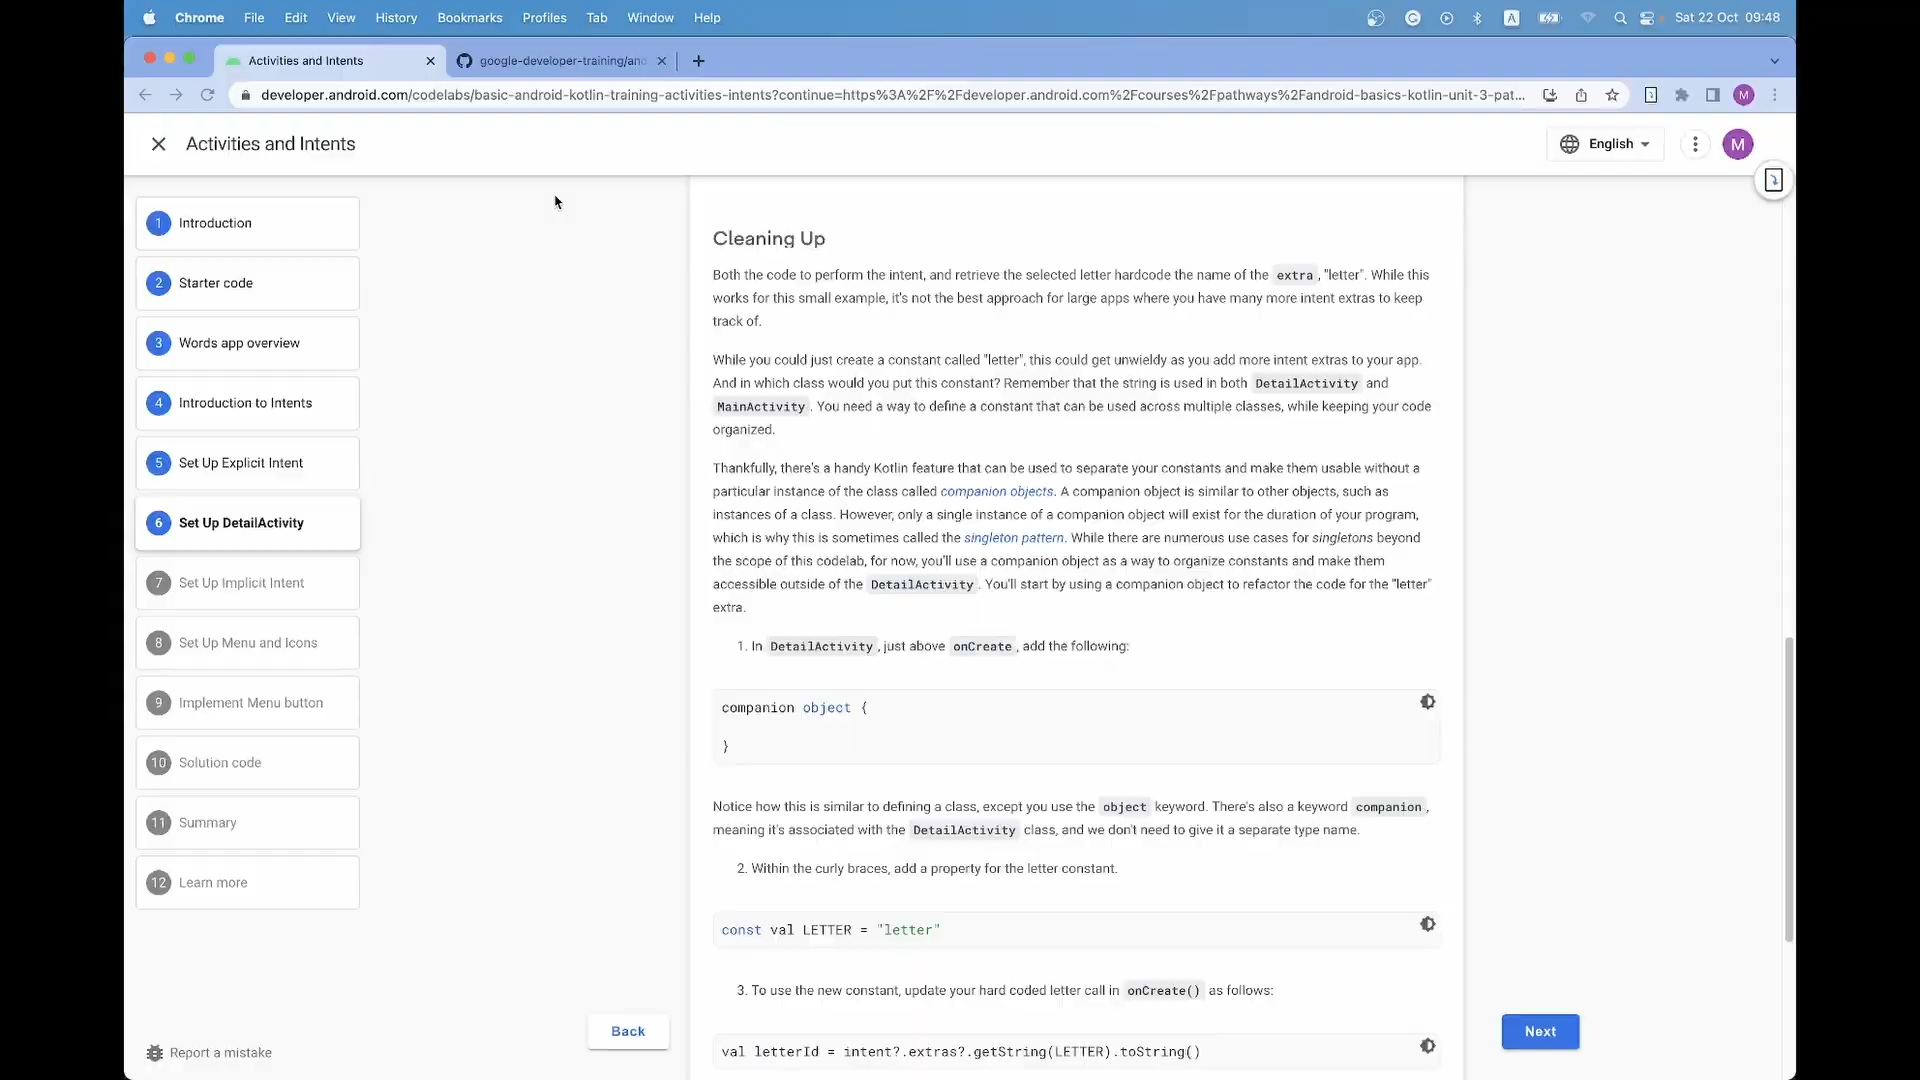 Chrome File Edit View History Bookmarks Profiles Tab Window Help A Sat 22 Oct 09:48
Activities and Intents google-developer-training/and
developer.android.com/codelabs/basic-android-kotlin-training-activities-intents?continue=https%3A%2F%2Fdeveloper.android.com%2Fcourses%2Fpathways%2Fandroid-basics-kotlin-unit-3-pat... M
Activities and Intents English M
1 Introduction
2 Starter code
3 Words app overview
4 Introduction to Intents
5 Set Up Explicit Intent
6 Set Up DetailActivity
7 Set Up Implicit Intent
8 Set Up Menu and Icons
9 Implement Menu button
10 Solution code
11 Summary
12 Learn more
Report a mistake
Cleaning Up
Both the code to perform the intent, and retrieve the selected letter hardcode the name of the extra, "letter". While this
works for this small example, it's not the best approach for large apps where you have many more intent extras to keep
track of.
While you could just create a constant called "letter", this could get unwieldy as you add more intent extras to your app.
And in which class would you put this constant? Remember that the string is used in both DetailActivity and
MainActivity. You need a way to define a constant that can be used across multiple classes, while keeping your code
organized.
Thankfully, there's a handy Kotlin feature that can be used to separate your constants and make them usable without a
particular instance of the class called companion objects. A companion object is similar to other objects, such as
instances of a class. However, only a single instance of a companion object will exist for the duration of your program,
which is why this is sometimes called the singleton pattern. While there are numerous use cases for singletons beyond
the scope of this codelab, for now, you'll use a companion object as a way to organize constants and make them
accessible outside of the DetailActivity. You'll start by using a companion object to refactor the code for the "letter"
extra.
1. In DetailActivity, just above onCreate, add the following:
companion object {
}
Notice how this is similar to defining a class, except you use the object keyword. There's also a keyword companion,
meaning it's associated with the DetailActivity class, and we don't need to give it a separate type name.
2. Within the curly braces, add a property for the letter constant.
const val LETTER = "letter"
3. To use the new constant, update your hard coded letter call in onCreate() as follows:
val letterId = intent?.extras?.getString(LETTER).toString()
Back
Next